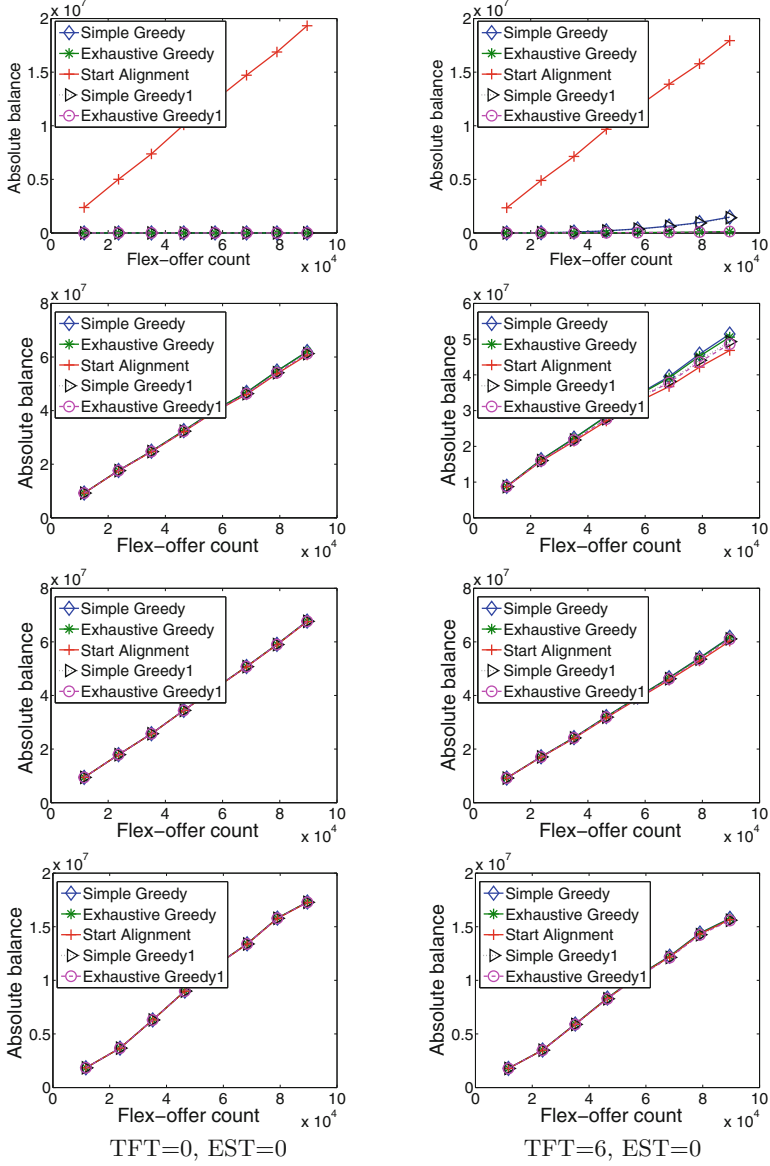 x 10^7
2
1.5
1
0.5
0
Absolute balance
Simple Greedy
Exhaustive Greedy
Start Alignment
Simple Greedy1
Exhaustive Greedy1
0 2 4 6 8 10
Flex-offer count
x 10^4
x 10^7
2
1.5
1
0.5
0
Absolute balance
Simple Greedy
Exhaustive Greedy
Start Alignment
Simple Greedy1
Exhaustive Greedy1
0 2 4 6 8 10
Flex-offer count
x 10^4
x 10^7
8
6
4
2
0
Absolute balance
Simple Greedy
Exhaustive Greedy
Start Alignment
Simple Greedy1
Exhaustive Greedy1
0 2 4 6 8 10
Flex-offer count
x 10^4
x 10^7
6
5
4
3
2
1
0
Absolute balance
Simple Greedy
Exhaustive Greedy
Start Alignment
Simple Greedy1
Exhaustive Greedy1
0 2 4 6 8 10
Flex-offer count
x 10^4
x 10^7
8
6
4
2
0
Absolute balance
Simple Greedy
Exhaustive Greedy
Start Alignment
Simple Greedy1
Exhaustive Greedy1
0 2 4 6 8 10
Flex-offer count
x 10^4
x 10^7
8
6
4
2
0
Absolute balance
Simple Greedy
Exhaustive Greedy
Start Alignment
Simple Greedy1
Exhaustive Greedy1
0 2 4 6 8 10
Flex-offer count
x 10^4
x 10^7
2
1.5
1
0.5
0
Absolute balance
Simple Greedy
Exhaustive Greedy
Start Alignment
Simple Greedy1
Exhaustive Greedy1
0 2 4 6 8 10
Flex-offer count
x 10^4
TFT=0, EST=0
x 10^7
2
1.5
1
0.5
0
Absolute balance
Simple Greedy
Exhaustive Greedy
Start Alignment
Simple Greedy1
Exhaustive Greedy1
0 2 4 6 8 10
Flex-offer count
x 10^4
TFT=6, EST=0